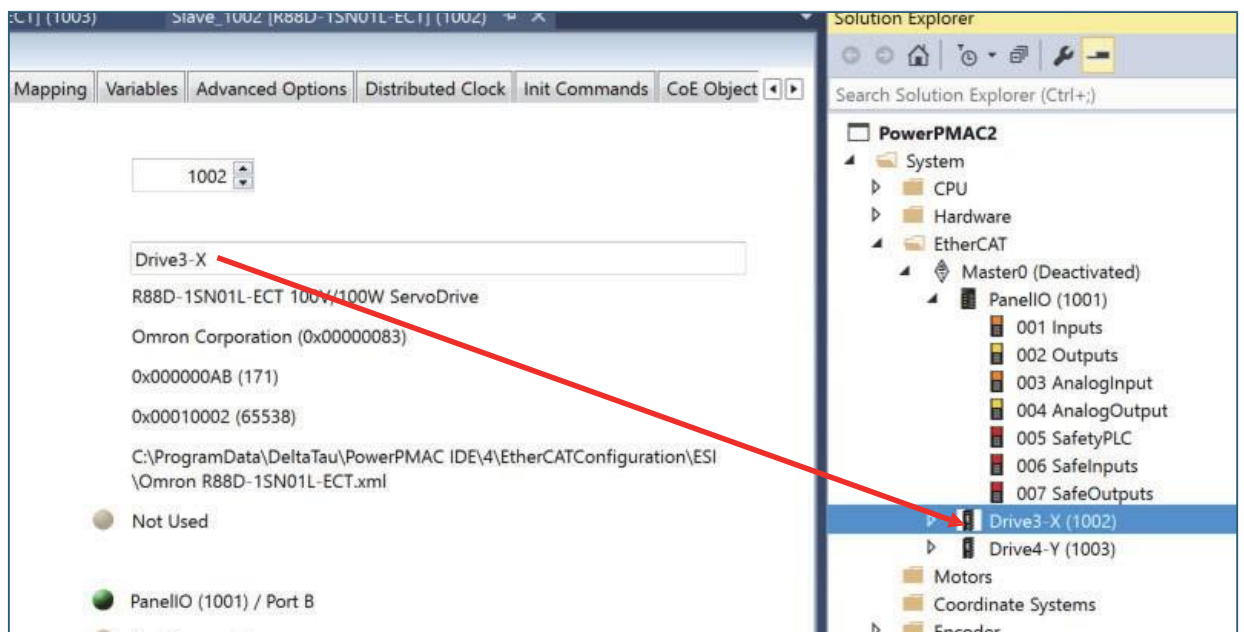 ECT] (1003)
Slave_1002 [R88D-1SN01L-ECT] (1002)
Mapping
Variables
Advanced Options
Distributed Clock
Init Commands
CoE Object
1002
Drive3-X
R88D-1SN01L-ECT 100V/100W ServoDrive
Omron Corporation (0x00000083)
0x000000AB (171)
0x00010002 (65538)
C:\ProgramData\DeltaTau\PowerPMAC IDE\4\EtherCATConfiguration\ESI
\Omron R88D-1SN01L-ECT.xml
Not Used
PanelIO (1001) / Port B
Solution Explorer
Search Solution Explorer (Ctrl+;)
PowerPMAC2
System
CPU
Hardware
EtherCAT
Master0 (Deactivated)
PanelIO (1001)
001 Inputs
002 Outputs
003 AnalogInput
004 AnalogOutput
005 SafetyPLC
006 SafeInputs
007 SafeOutputs
Drive3-X (1002)
Drive4-Y (1003)
Motors
Coordinate Systems
Encoder